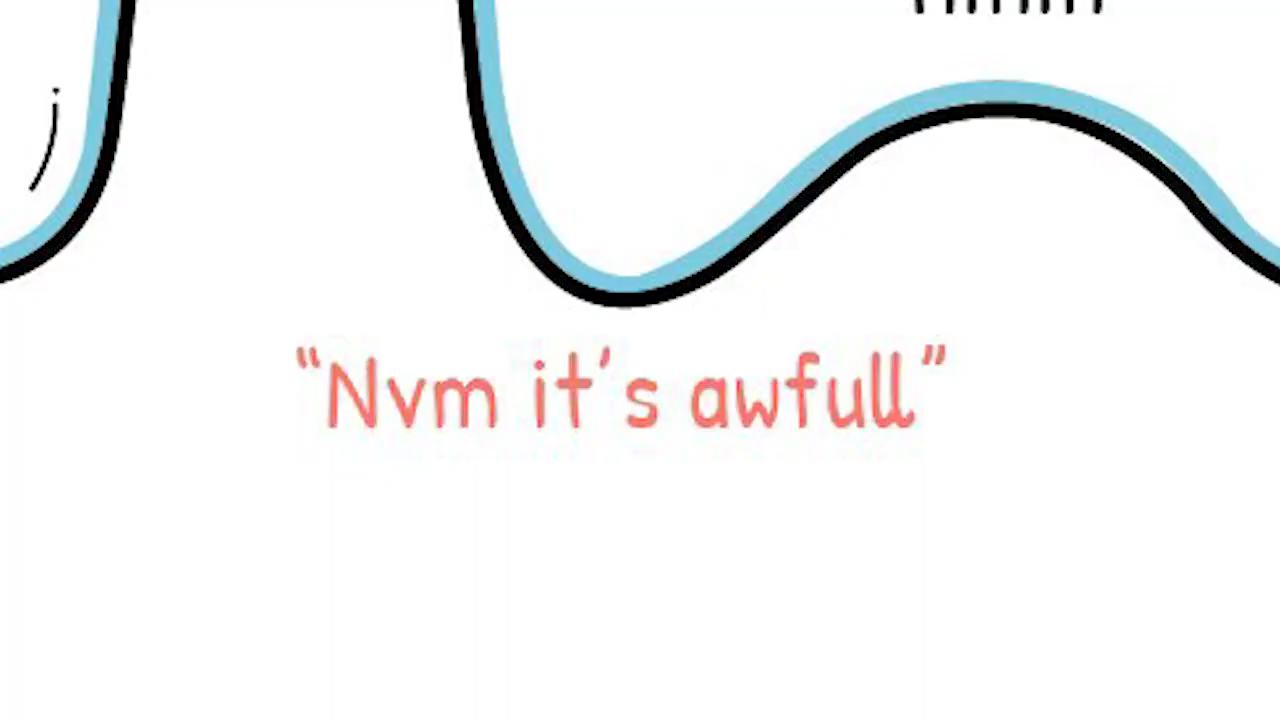 “Nvm it’s awfull”